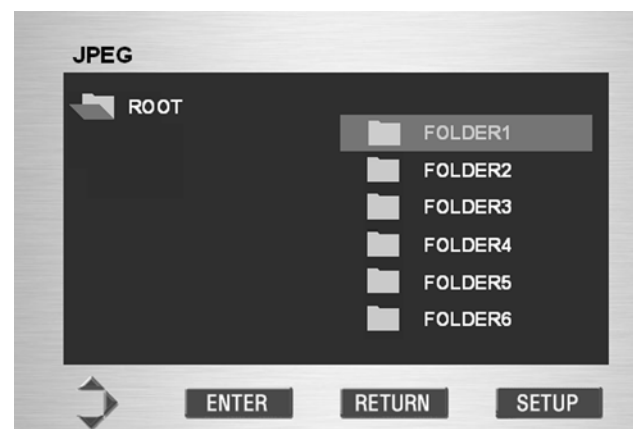 JPEG
ROOT
FOLDER1
FOLDER2
FOLDER3
FOLDER4
FOLDER5
FOLDER6
ENTER RETURN SETUP